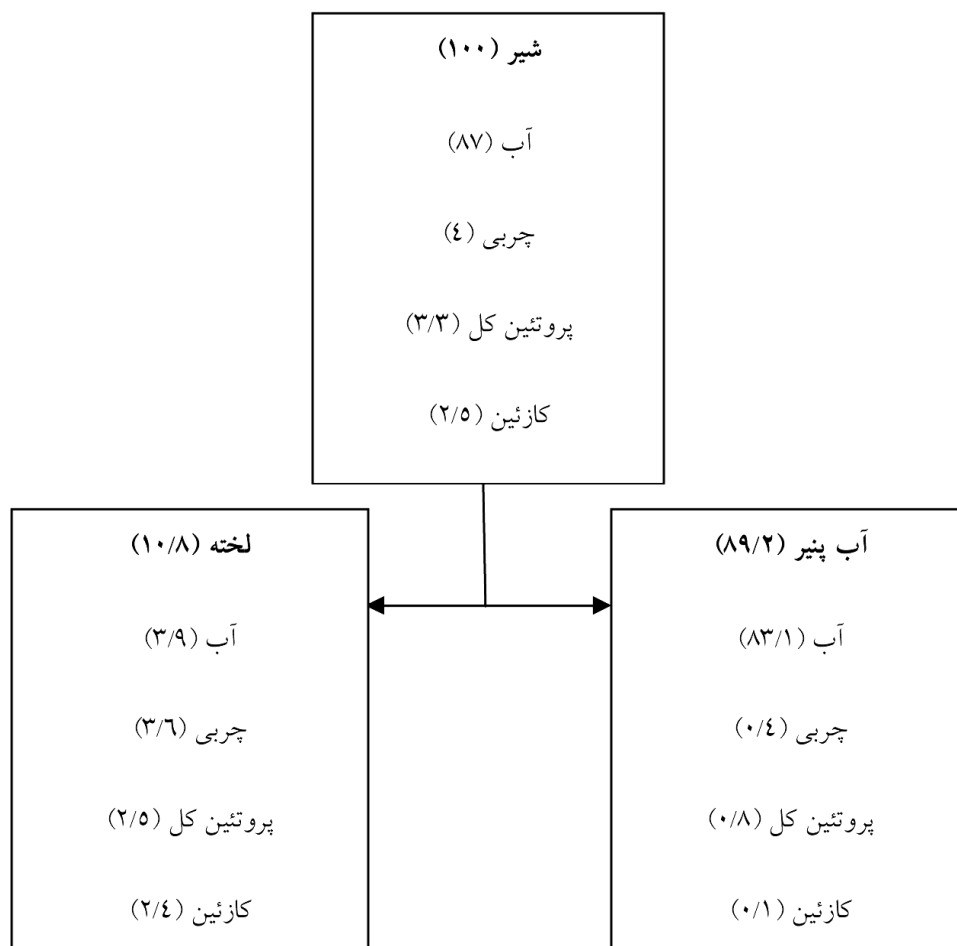 شیر (۱۰۰)
آب (۸۷)
چربی (٤)
پروتئین کل (۳/۳)
کازئین (۲/٥)
لخته (۱۰/۸)
آب (۳/۹)
چربی (۳/٦)
پروتئین کل (۲/٥)
کازئین (۲/٤)
آب پنیر (۸۹/۲)
آب (۸۳/۱)
چربی (۰/٤)
پروتئین کل (۰/۸)
کازئین (۰/۱)